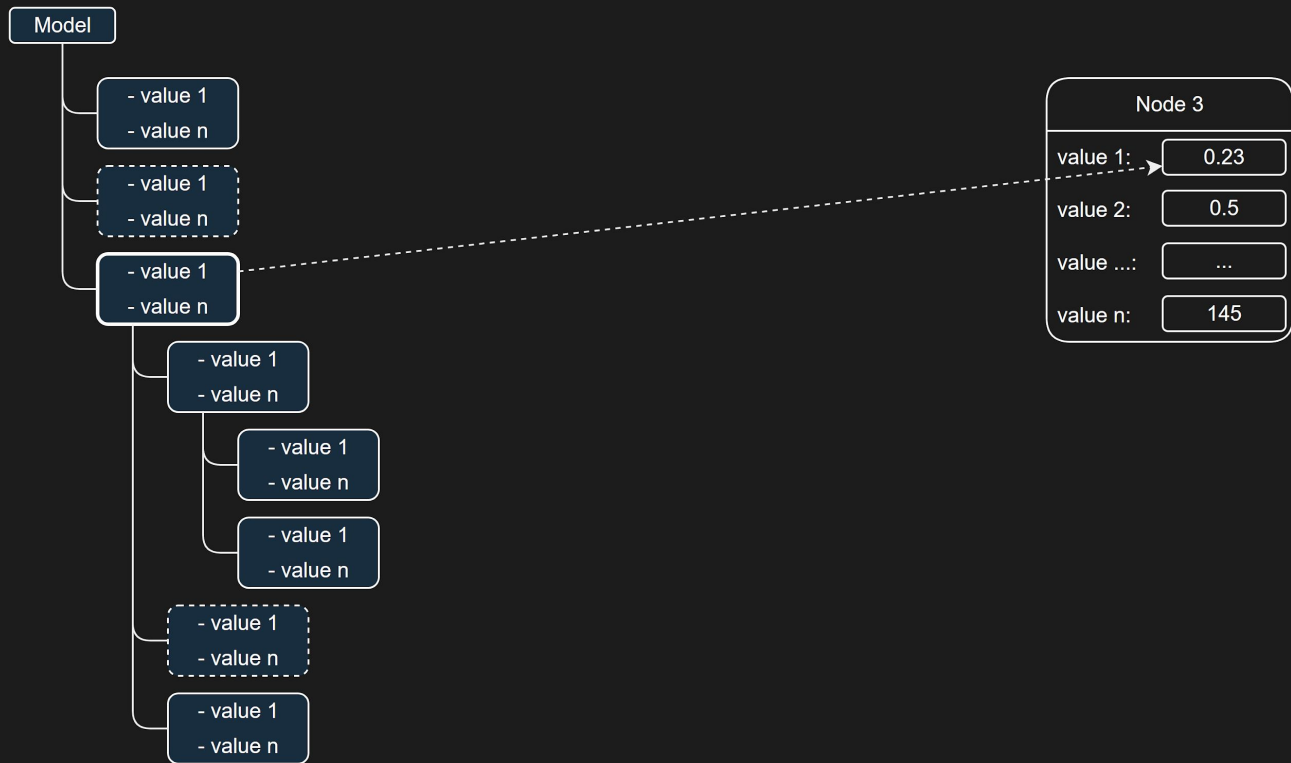 Model
- value 1
- value n
- value 1
- value n
- value 1
- value n
- value 1
- value n
- value 1
- value n
- value 1
- value n
- value 1
- value n
- value 1
- value n
Node 3
value 1: 0.23
value 2: 0.5
value ...: ...
value n: 145